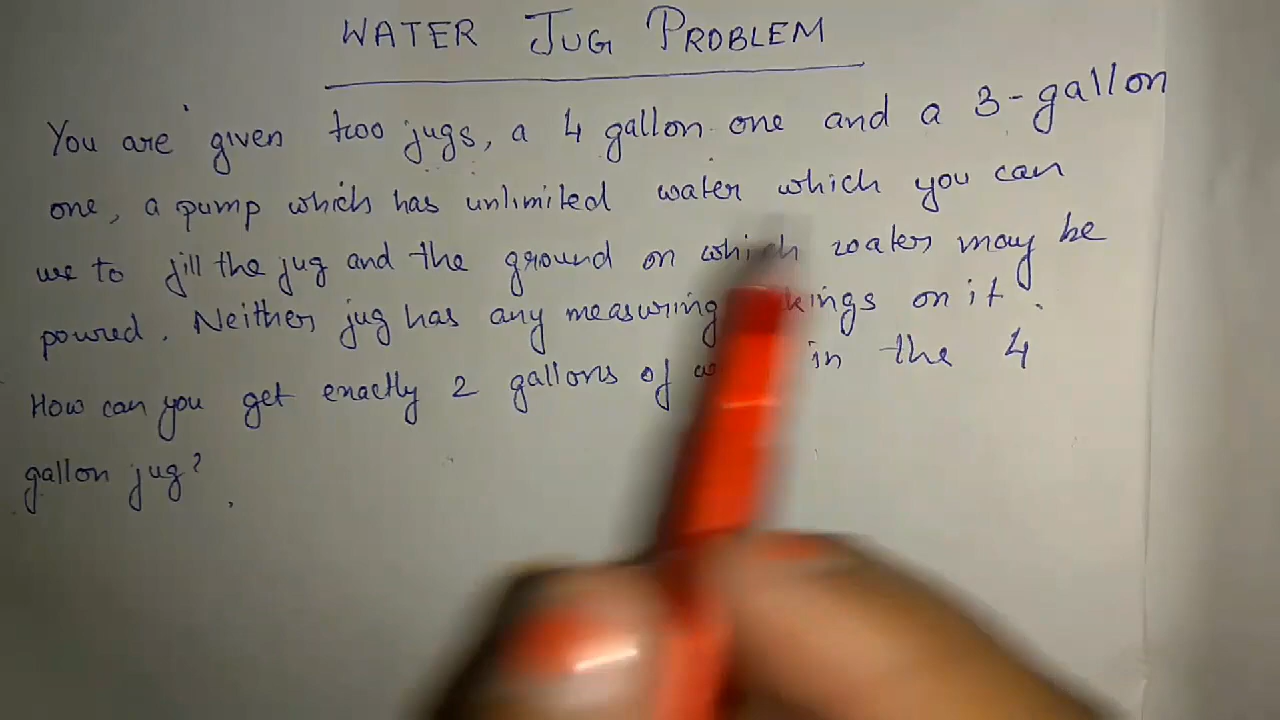 WATER JUG PROBLEM
You are given two jugs, a 4 gallon one and a 3-gallon
one, a pump which has unlimited water which you can
use to fill the jug and the ground on which water may be
poured. Neither jug has any measuring on it.
How can you get exactly 2 gallons of in the 4
gallon jug?